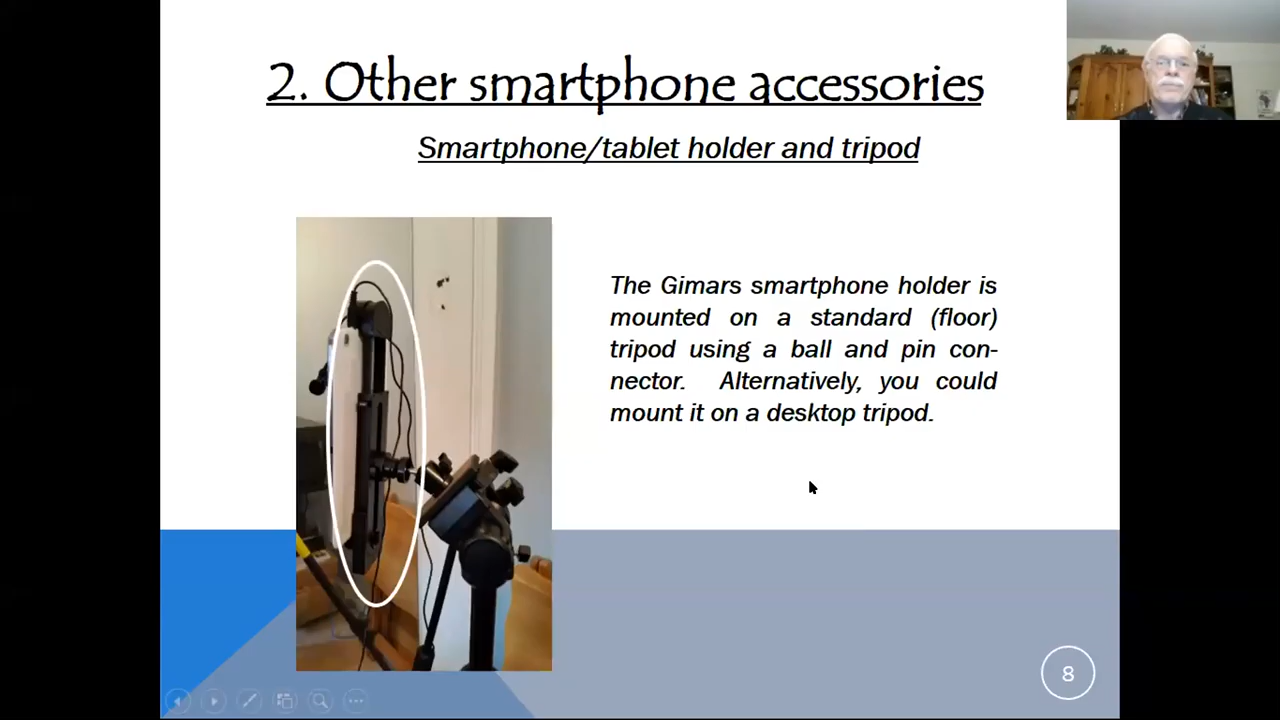 2. Other smartphone accessories
Smartphone/tablet holder and tripod
The Gimars smartphone holder is
mounted on a standard (floor)
tripod using a ball and pin con-
nector. Alternatively, you could
mount it on a desktop tripod.
8